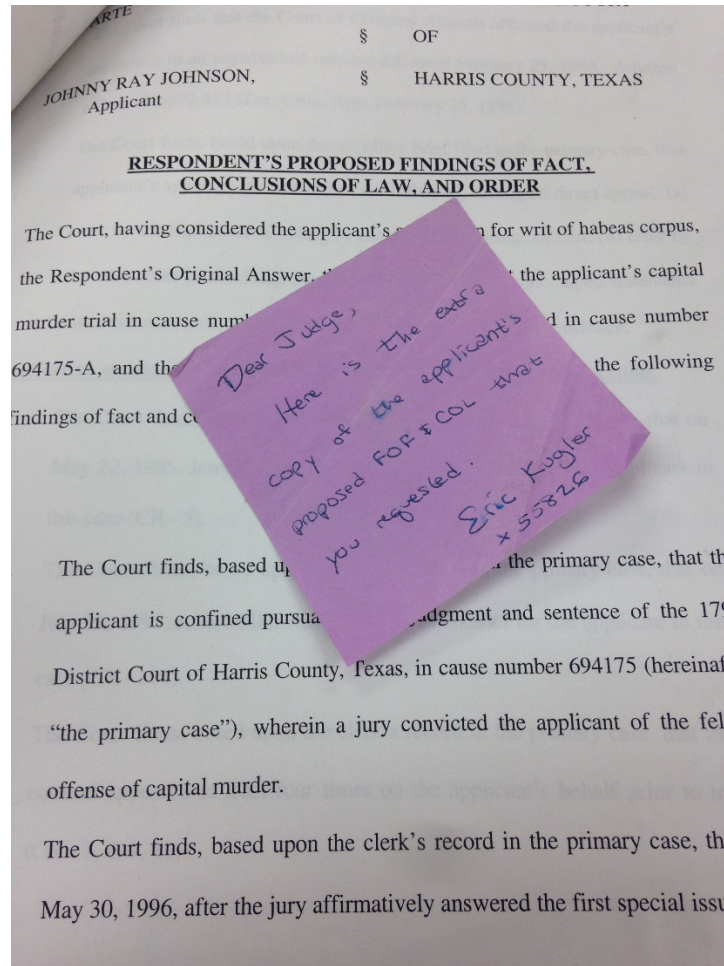 ARTE
§ OF
JOHNNY RAY JOHNSON, § HARRIS COUNTY, TEXAS
Applicant
RESPONDENT'S PROPOSED FINDINGS OF FACT,
CONCLUSIONS OF LAW, AND ORDER
The Court, having considered the applicant's n for writ of habeas corpus,
the Respondent's Original Answer, the applicant's capital
murder trial in cause num d in cause number
694175-A, and the the following
findings of fact and co
Dear Judge,
Here is the extra
copy of the applicant's
proposed FOF & COL that
you requested.
Eric Kugler
x 55826
The Court finds, based up the primary case, that th
applicant is confined pursua dgment and sentence of the 179
District Court of Harris County, Texas, in cause number 694175 (hereinaf
"the primary case"), wherein a jury convicted the applicant of the fel
offense of capital murder.
The Court finds, based upon the clerk's record in the primary case, th
May 30, 1996, after the jury affirmatively answered the first special issu